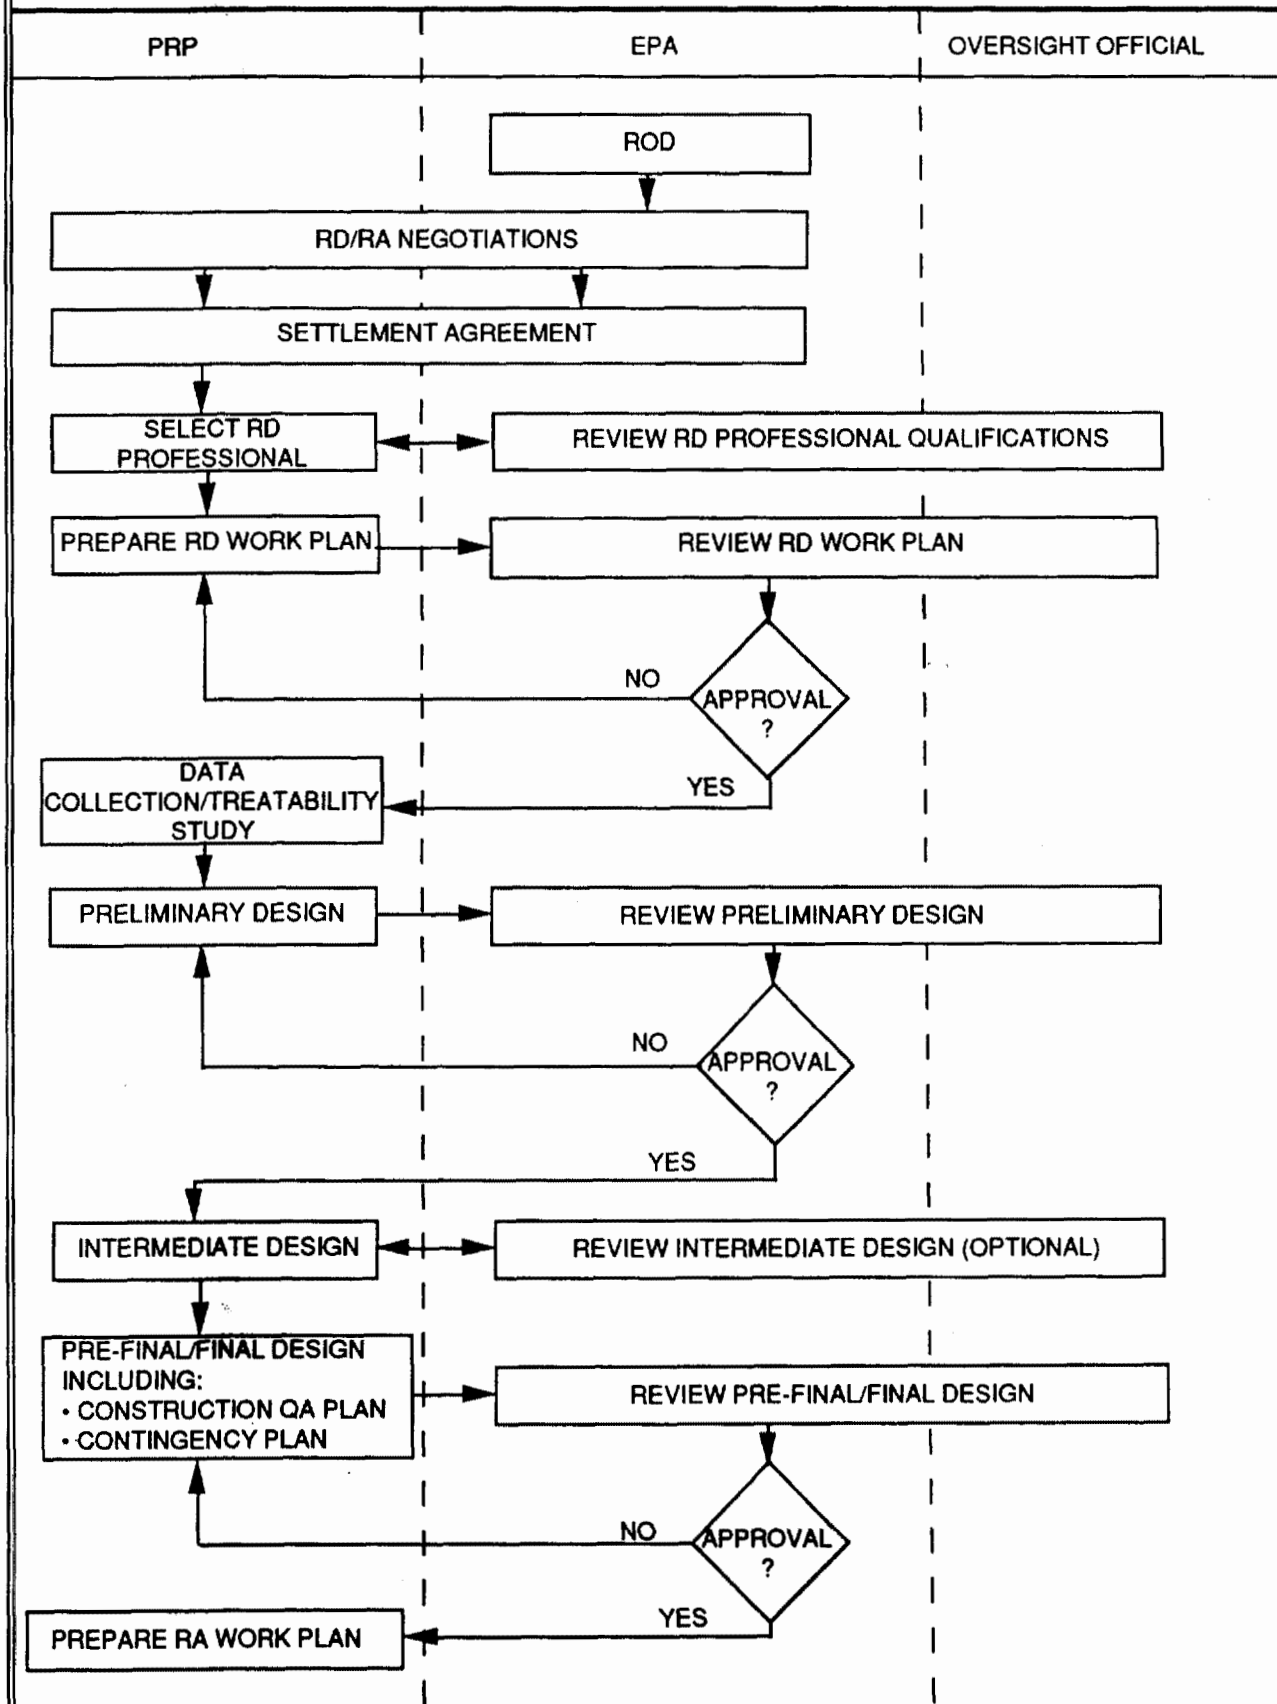 PRP
EPA
OVERSIGHT OFFICIAL
ROD
RD/RA NEGOTIATIONS
SETTLEMENT AGREEMENT
SELECT RD
PROFESSIONAL
REVIEW RD PROFESSIONAL QUALIFICATIONS
PREPARE RD WORK PLAN
REVIEW RD WORK PLAN
NO
APPROVAL
?
YES
DATA
COLLECTION/TREATABILITY
STUDY
PRELIMINARY DESIGN
REVIEW PRELIMINARY DESIGN
NO
APPROVAL
?
YES
INTERMEDIATE DESIGN
REVIEW INTERMEDIATE DESIGN (OPTIONAL)
PRE-FINAL/FINAL DESIGN
INCLUDING:
• CONSTRUCTION QA PLAN
• CONTINGENCY PLAN
REVIEW PRE-FINAL/FINAL DESIGN
NO
APPROVAL
?
YES
PREPARE RA WORK PLAN